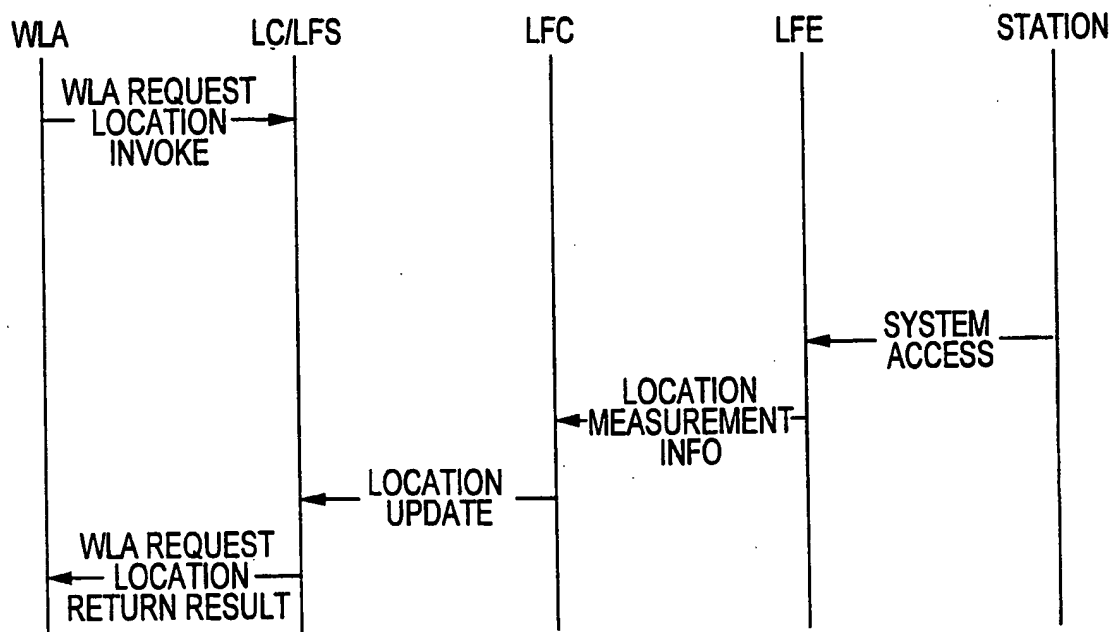 WLA LC/LFS LFC LFE STATION
WLA REQUEST
LOCATION
INVOKE
SYSTEM
ACCESS
LOCATION
MEASUREMENT
INFO
LOCATION
UPDATE
WLA REQUEST
LOCATION
RETURN RESULT